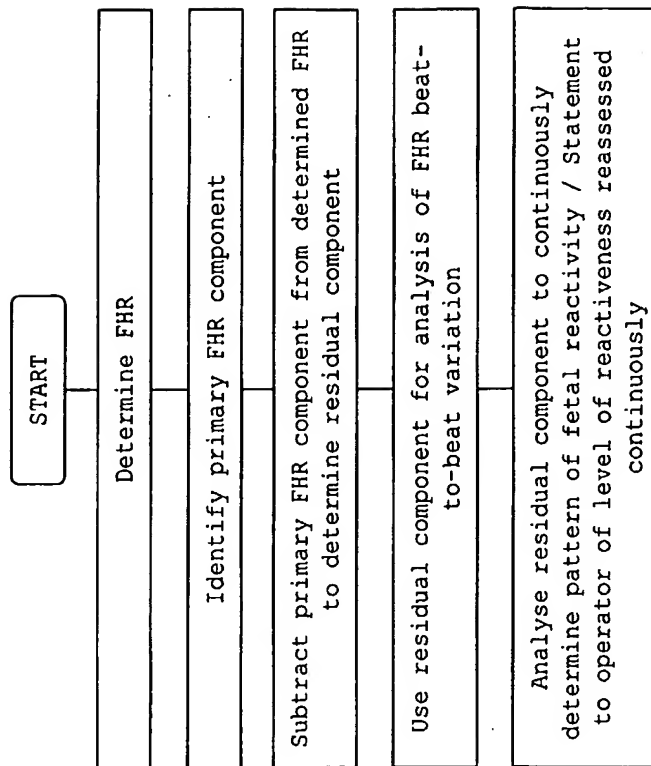 START
Determine FHR
Identify primary FHR component
Subtract primary FHR component from determined FHR
to determine residual component
Use residual component for analysis of FHR beat-
to-beat variation
Analyse residual component to continuously
determine pattern of fetal reactivity / Statement
to operator of level of reactiveness reassessed
continuously